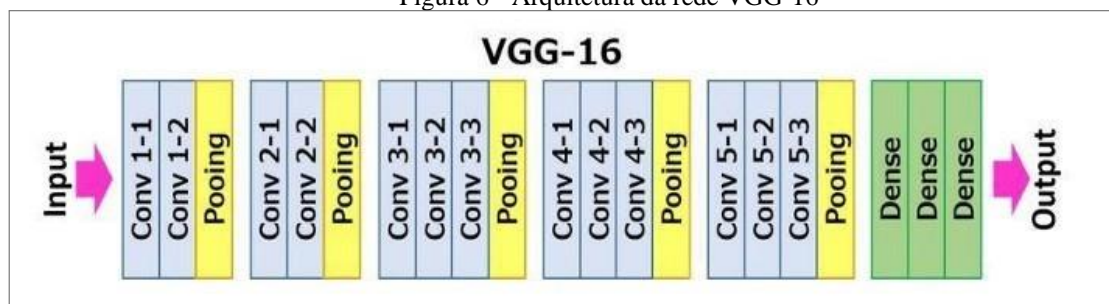 Figura 6 - Arquitetura da rede VGG-16
VGG-16
Input
Conv 1-1
Conv 1-2
Pooing
Conv 2-1
Conv 2-2
Pooing
Conv 3-1
Conv 3-2
Conv 3-3
Pooing
Conv 4-1
Conv 4-2
Conv 4-3
Pooing
Conv 5-1
Conv 5-2
Conv 5-3
Pooing
Dense
Dense
Dense
Output